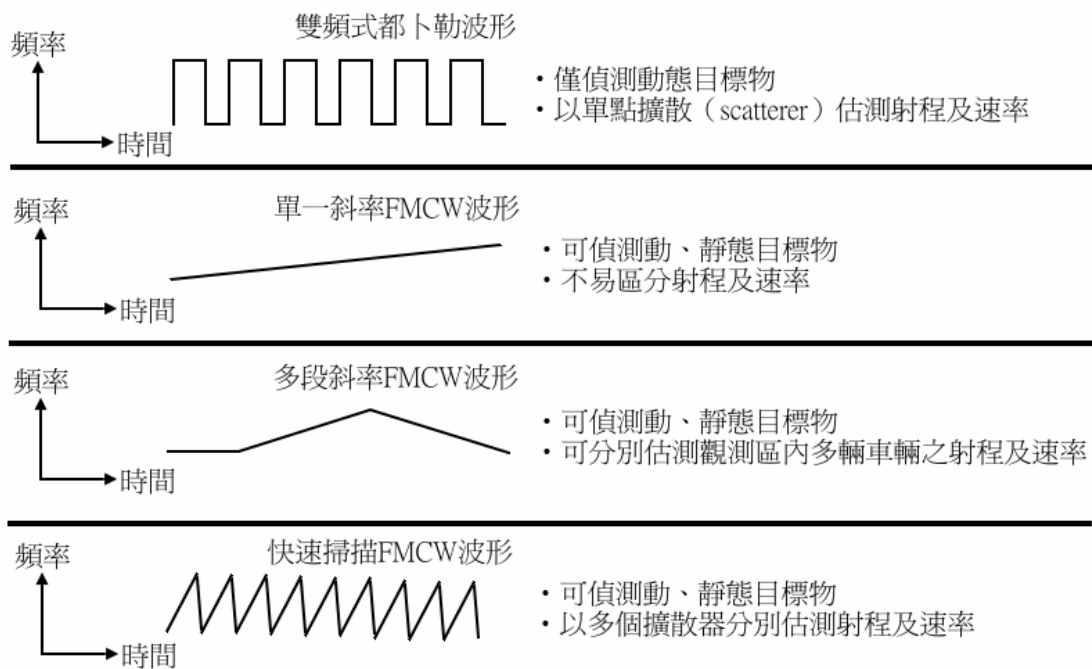 雙頻式都卜勒波形
頻率
時間
・僅偵測動態目標物
・以單點擴散（scatterer）估測射程及速率
單一斜率FMCW波形
頻率
時間
・可偵測動、靜態目標物
・不易區分射程及速率
多段斜率FMCW波形
頻率
時間
・可偵測動、靜態目標物
・可分別估測觀測區內多輛車輛之射程及速率
快速掃描FMCW波形
頻率
時間
・可偵測動、靜態目標物
・以多個擴散器分別估測射程及速率